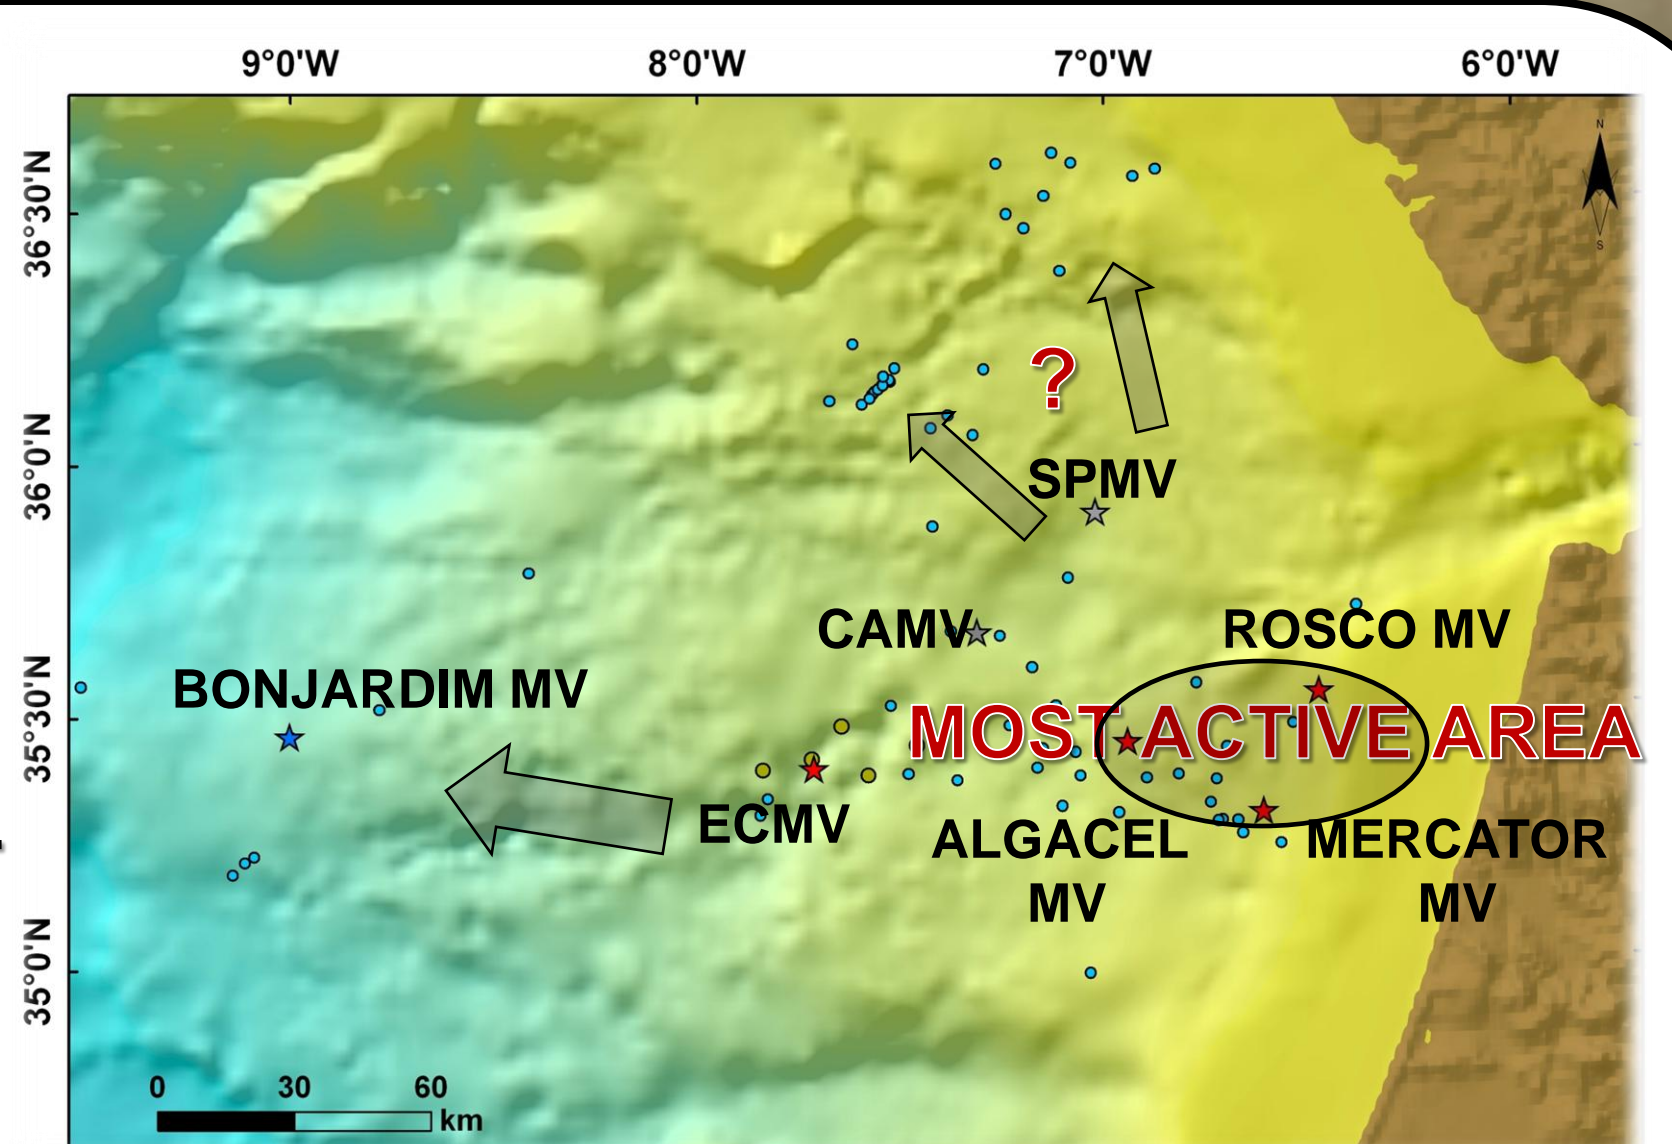 9°0'W 8°0'W 7°0'W 6°0'W
N
S
36°30'N
?
36°0'N
SPMV
CAMV
ROSCO MV
BONJARDIM MV
35°30'N
MOST ACTIVE AREA
ECMV
ALGACEL
MV
MERCATOR
MV
35°0'N
0 30 60
km